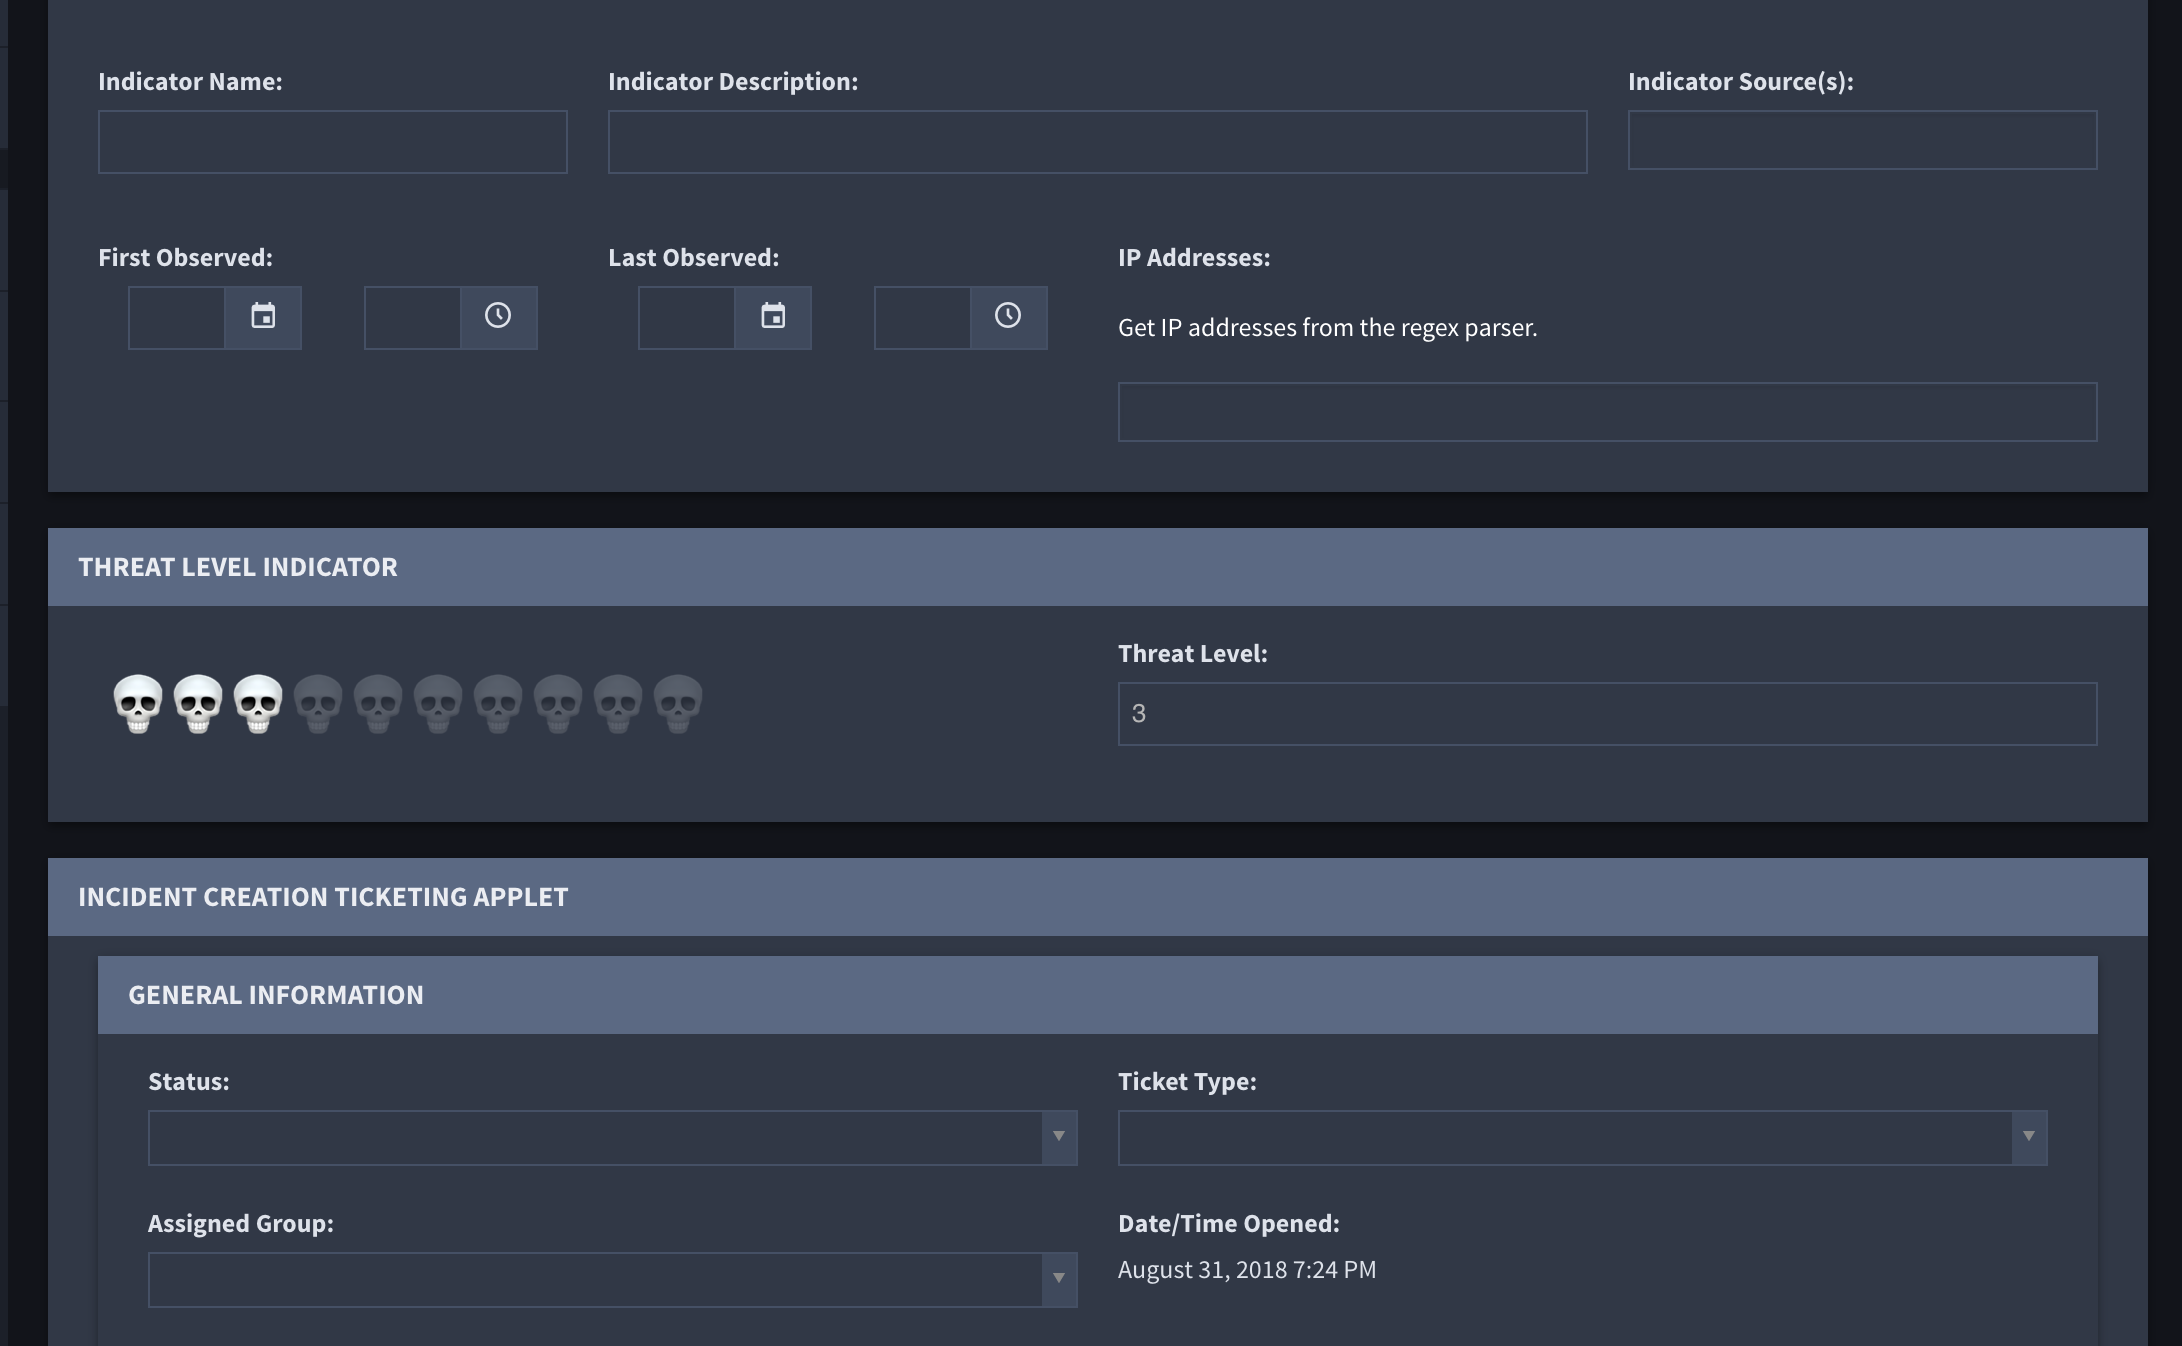 Indicator Name:
Indicator Description:
Indicator Source(s):
First Observed:
Last Observed:
IP Addresses:
Get IP addresses from the regex parser.
THREAT LEVEL INDICATOR
Threat Level:
3
INCIDENT CREATION TICKETING APPLET
GENERAL INFORMATION
Status:
Ticket Type:
Assigned Group:
Date/Time Opened:
August 31, 2018 7:24 PM